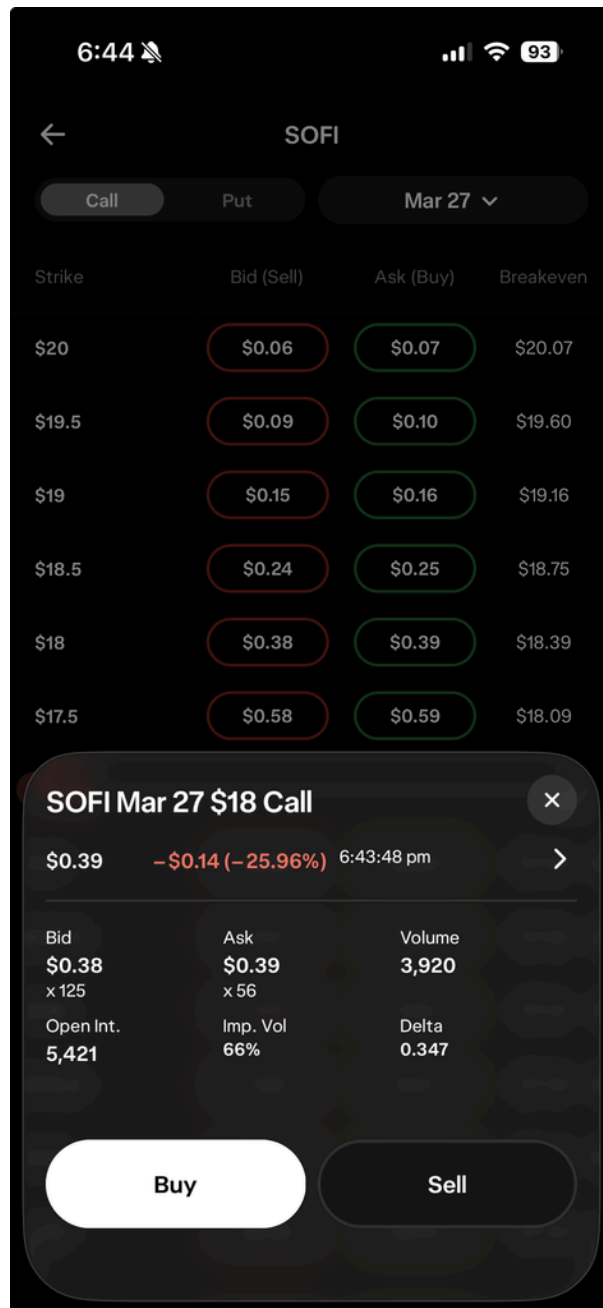 6:44
93
SOFI
Call Put Mar 27
Strike Bid (Sell) Ask (Buy) Breakeven
$20 $0.06 $0.07 $20.07
$19.5 $0.09 $0.10 $19.60
$19 $0.15 $0.16 $19.16
$18.5 $0.24 $0.25 $18.75
$18 $0.38 $0.39 $18.39
$17.5 $0.58 $0.59 $18.09
SOFI Mar 27 $18 Call
$0.39 –$0.14 (–25.96%) 6:43:48 pm
Bid Ask Volume
$0.38 $0.39 3,920
x 125 x 56
Open Int. Imp. Vol Delta
5,421 66% 0.347
Buy Sell